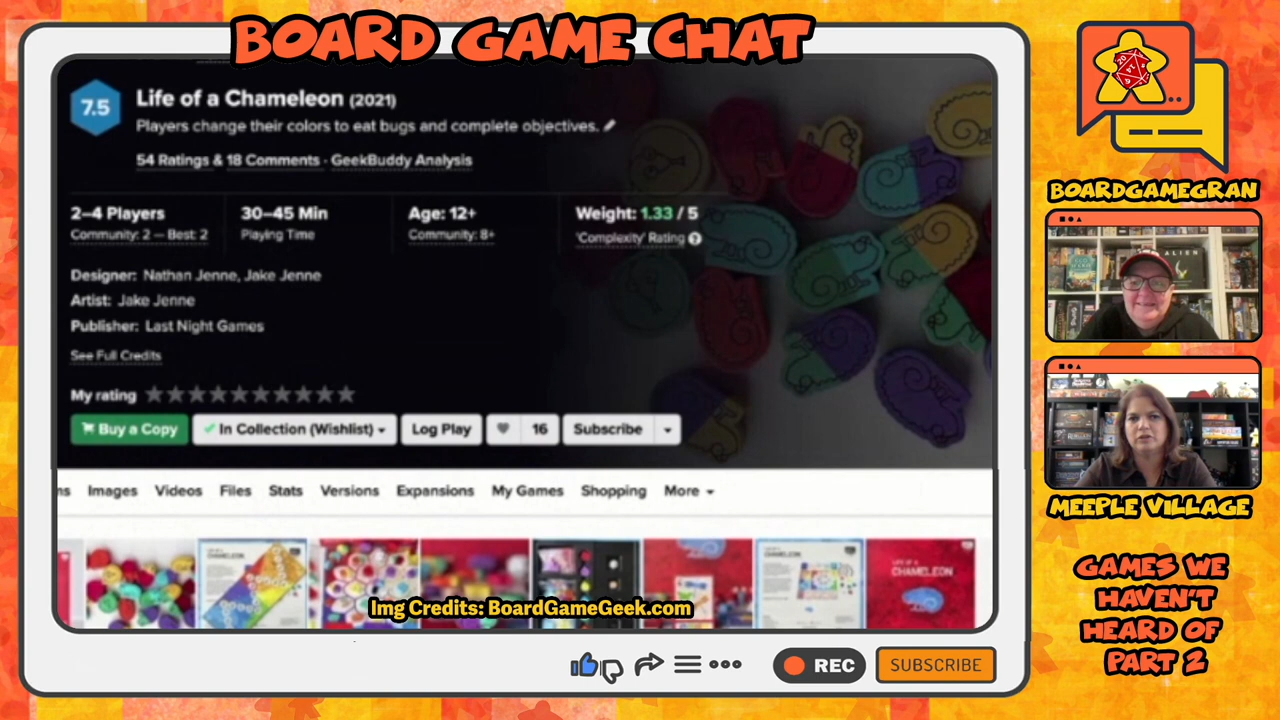 BOARD GAME CHAT
7.5
Life of a Chameleon (2021)
Players change their colors to eat bugs and complete objectives.
54 Ratings & 18 Comments · GeekBuddy Analysis
2–4 Players
Community: 2 — Best: 2
30–45 Min
Playing Time
Age: 12+
Community: 8+
Weight: 1.33 / 5
'Complexity' Rating
Designer: Nathan Jenne, Jake Jenne
Artist: Jake Jenne
Publisher: Last Night Games
See Full Credits
My rating
Buy a Copy
In Collection (Wishlist)
Log Play
16
Subscribe
ms
Images
Videos
Files
Stats
Versions
Expansions
My Games
Shopping
More
CHAMELEON
Img Credits: BoardGameGeek.com
REC
SUBSCRIBE
BOARDGAMEGRAN
ALIEN
MEEPLE VILLAGE
GAMES WE
HAVEN'T
HEARD OF
PART 2